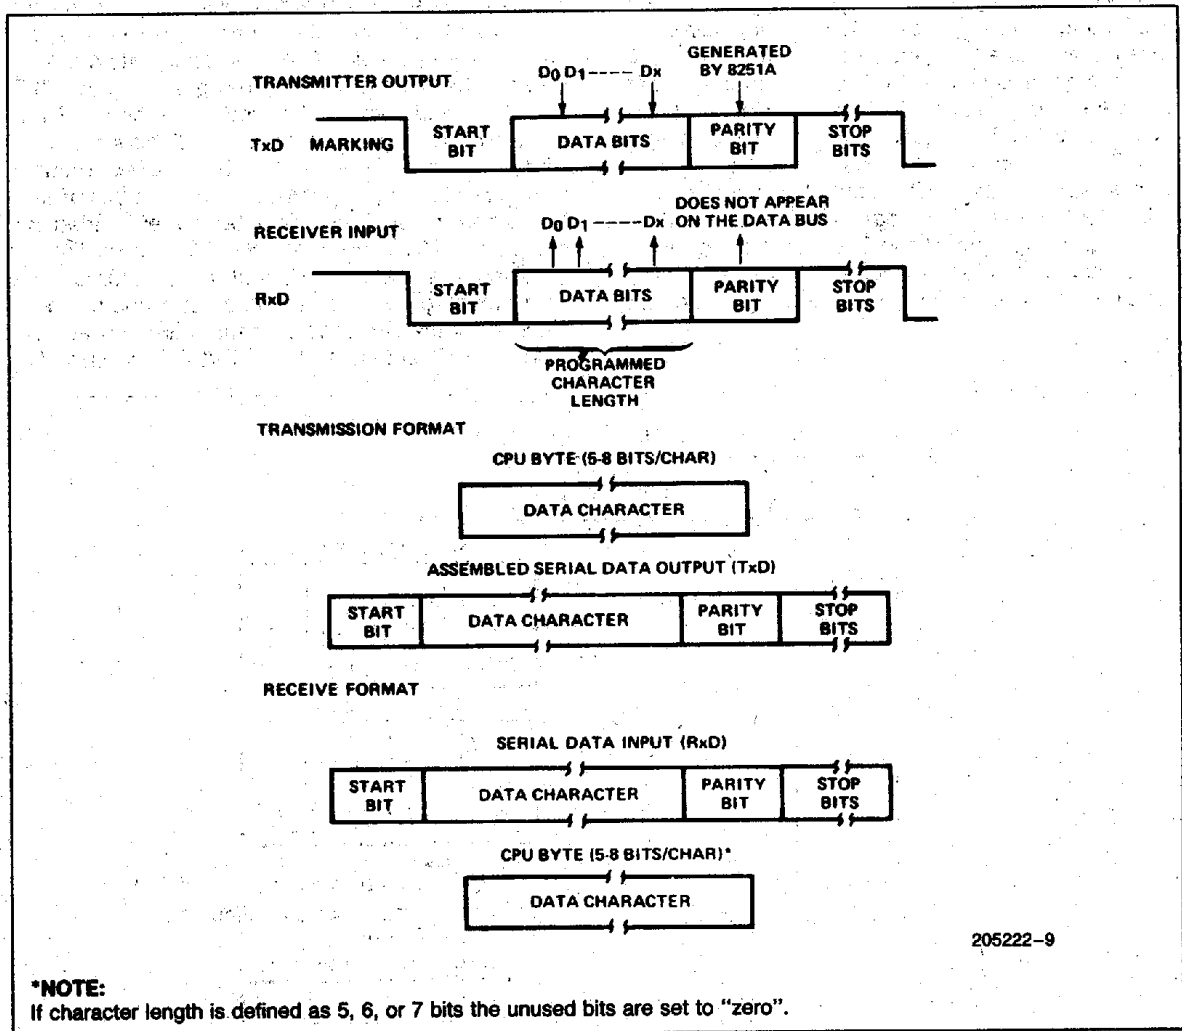 TRANSMITTER OUTPUT
D0 D1 ---- Dx
GENERATED
BY 8251A
TxD MARKING
START
BIT
DATA BITS
PARITY
BIT
STOP
BITS
RECEIVER INPUT
D0 D1 -----Dx
DOES NOT APPEAR
ON THE DATA BUS
RxD
START
BIT
DATA BITS
PARITY
BIT
STOP
BITS
PROGRAMMED
CHARACTER
LENGTH
TRANSMISSION FORMAT
CPU BYTE (5-8 BITS/CHAR)
DATA CHARACTER
ASSEMBLED SERIAL DATA OUTPUT (TxD)
START
BIT
DATA CHARACTER
PARITY
BIT
STOP
BITS
RECEIVE FORMAT
SERIAL DATA INPUT (RxD)
START
BIT
DATA CHARACTER
PARITY
BIT
STOP
BITS
CPU BYTE (5-8 BITS/CHAR)*
DATA CHARACTER
205222-9
*NOTE:
If character length is defined as 5, 6, or 7 bits the unused bits are set to "zero".